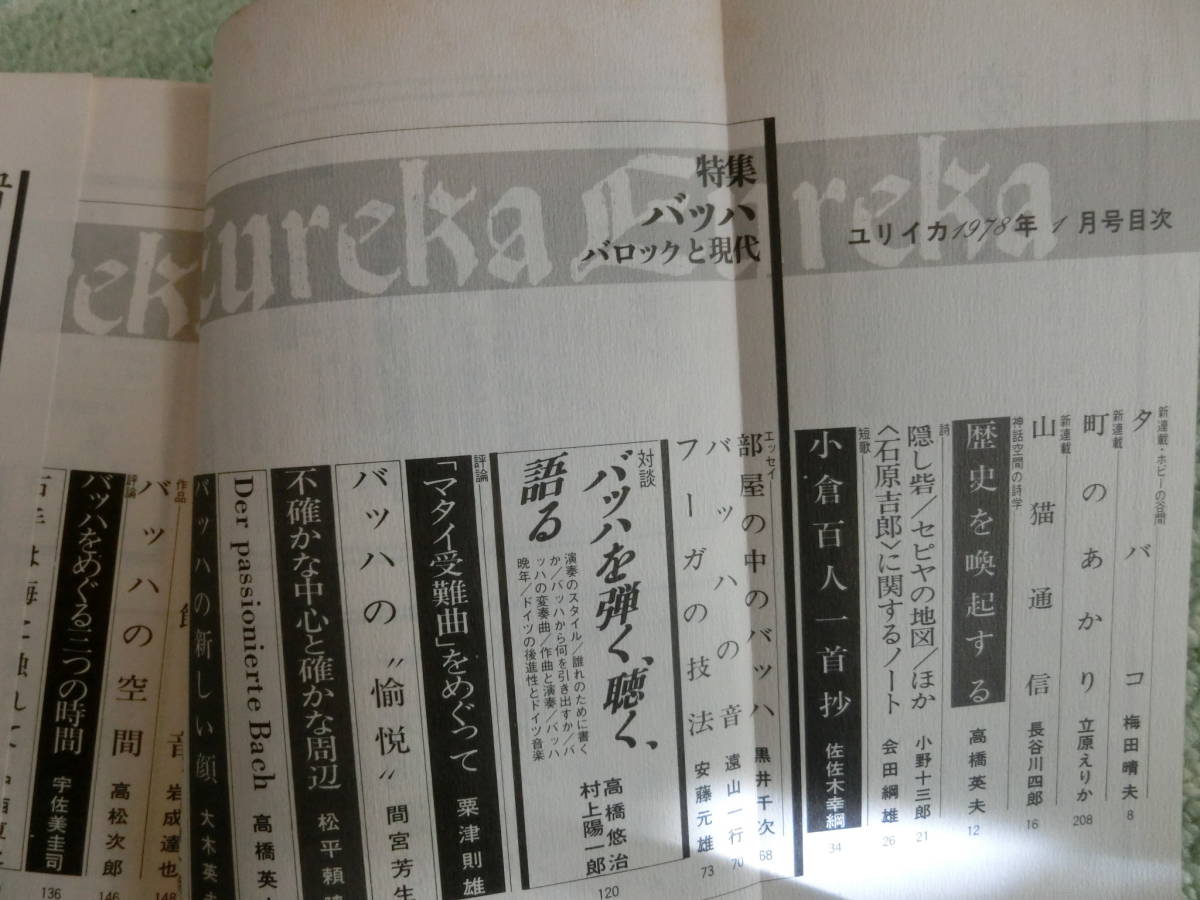 ユリイカ1978年1月号目次
Eureka Eureka
新連載・ホビーの谷間
タバコ 梅田晴夫 8
新連載
町のあかり 立原えりか 208
新連載
山猫通信 長谷川四郎 16
神話空間の詩学
歴史を喚起する 高橋英夫 12
詩
隠し砦/セピヤの地図/ほか 小野十三郎 21
〈石原吉郎〉に関するノート 会田綱雄 26
短歌
小倉百人一首抄 佐佐木幸綱 34
特集
バッハ
バロックと現代
エッセイ
部屋の中のバッハ 黒井千次 68
バッハの音 遠山一行 70
フーガの技法 安藤元雄 73
対談
バッハを弾く、聴く、
語る
演奏のスタイル/誰れのために書く
か/バッハから何を引き出すか/バ
ッハの変奏曲/作曲と演奏/バッハ
晩年/ドイツの後進性とドイツ音楽
高橋悠治
村上陽一郎
120
評論
「マタイ受難曲」をめぐって 粟津則雄
バッハの〝愉悦〟 間宮芳生
不確かな中心と確かな周辺 松平頼
Der passionierte Bach 高橋英
バッハの新しい顔 大木英夫
作品
音 岩成達也 148
バッハの空間 高松次郎 146
評論
バッハをめぐる三つの時間 宇佐美圭司 136
は海に